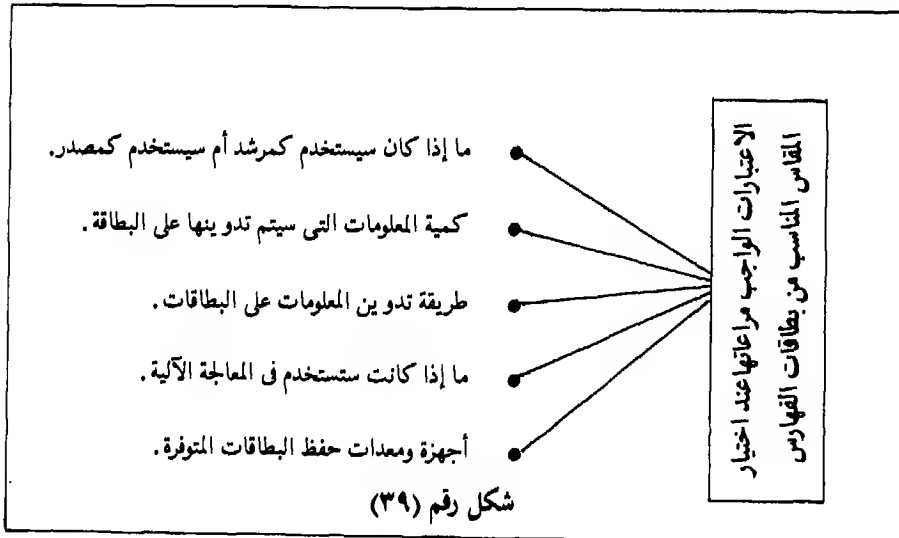 الاعتبارات الواجب مراعاتها عند اختيار
المقاس المناسب من بطاقات الفهارس
ما إذا كان سيستخدم كمرشد أم سيستخدم كمصدر.
كمية المعلومات التى سيتم تدوينها على البطاقة.
طريقة تدوين المعلومات على البطاقات.
ما إذا كانت ستستخدم فى المعالجة الآلية.
أجهزة ومعدات حفظ البطاقات المتوفرة.
شكل رقم (٣٩)